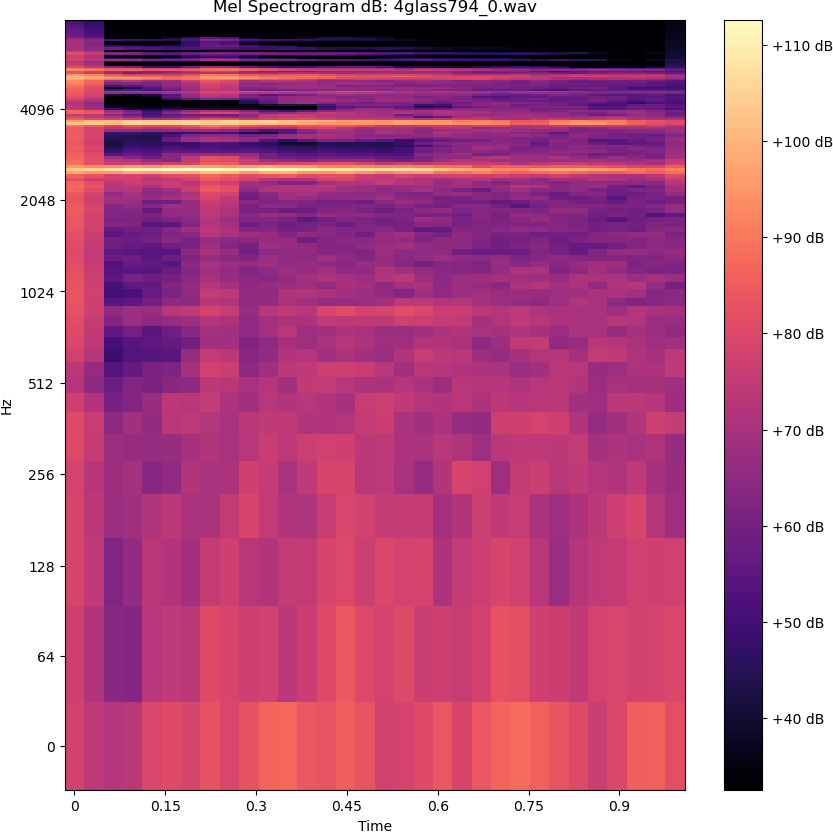 Mel Spectrogram dB: 4glass794_0.wav
+110 dB
4096
+100 dB
2048
+90 dB
1024
+80 dB
512
Hz
+70 dB
256
+60 dB
128
+50 dB
64
+40 dB
0
0 0.15 0.3 0.45 0.6 0.75 0.9
Time